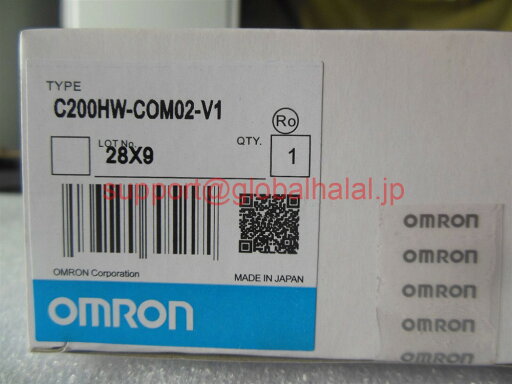 TYPE
C200HW-COM02-V1
Ro
LOT No. 28X9 QTY. 1
support@globalhalal.jp
OMRON Corporation
MADE IN JAPAN
OMRON
OMRON
OMRON
OMRON
OMRON
OMRON